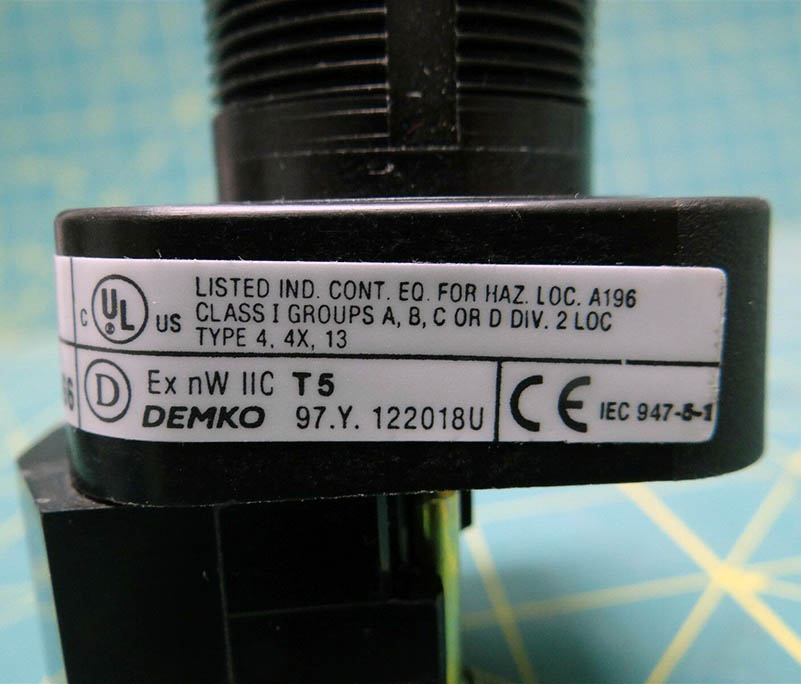 C UL US
LISTED IND. CONT. EQ. FOR HAZ. LOC. A196
CLASS I GROUPS A, B, C OR D DIV. 2 LOC
TYPE 4, 4X, 13
D Ex nW IIC T5
DEMKO 97.Y. 122018U
CE IEC 947-5-1